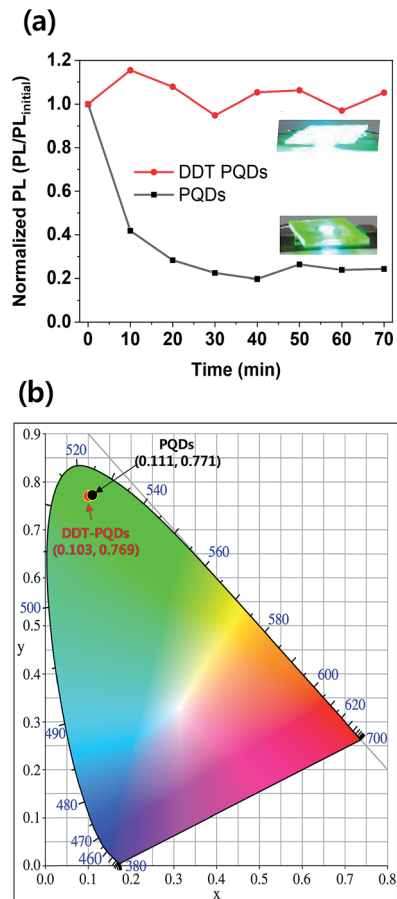 (a)
1.2
1.0
0.8
0.6
0.4
0.2
0.0
Normalized PL (PL/PLinitial)
DDT PQDs
PQDs
0 10 20 30 40 50 60 70
Time (min)
(b)
0.9
0.8
0.7
0.6
0.5
y
0.4
0.3
0.2
0.1
0.0
0.0 0.1 0.2 0.3 0.4 0.5 0.6 0.7 0.8
x
PQDs
(0.111, 0.771)
DDT-PQDs
(0.103, 0.769)
520
540
560
580
600
620
700
500
490
480
470
460
380